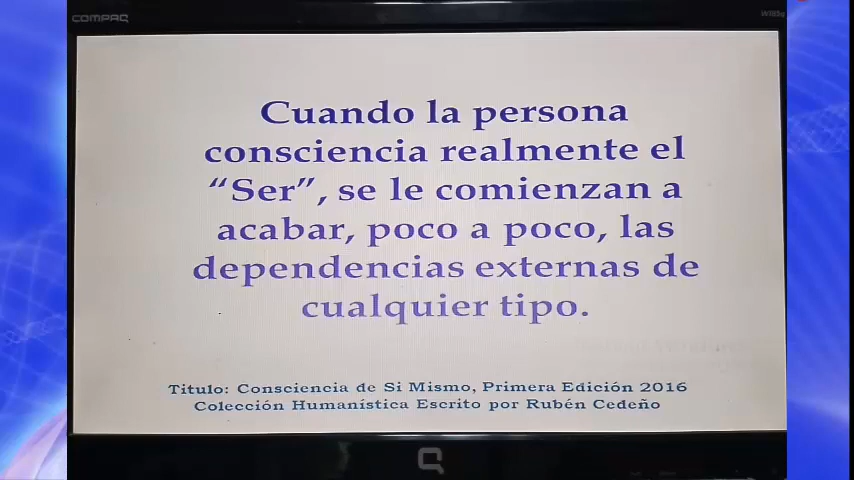 COMPAQ
Cuando la persona
consciencia realmente el
“Ser”, se le comienzan a
acabar, poco a poco, las
dependencias externas de
cualquier tipo.
Titulo: Consciencia de Si Mismo, Primera Edición 2016
Colección Humanística Escrito por Rubén Cedeño